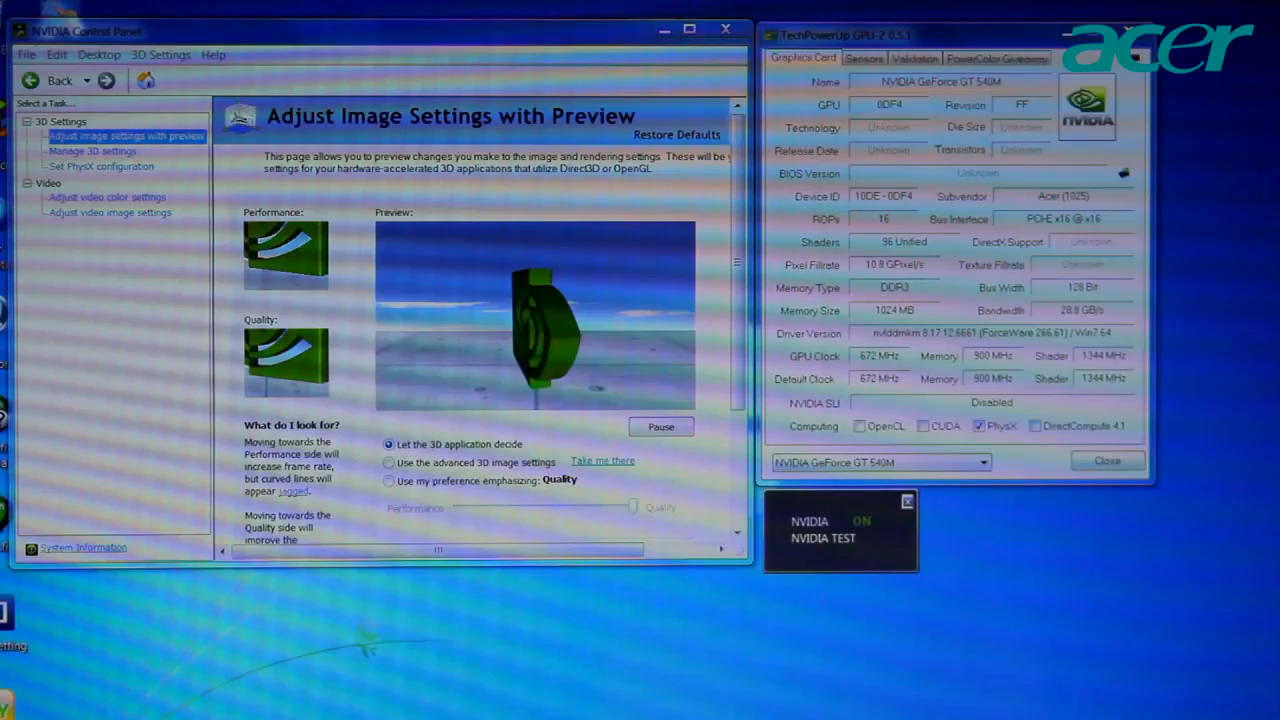 acer
NVIDIA Control Panel
File Edit Desktop 3D Settings Help
Back
Select a Task...
3D Settings
Adjust image settings with preview
Manage 3D settings
Set PhysX configuration
Video
Adjust video color settings
Adjust video image settings
System Information
Adjust Image Settings with Preview
Restore Defaults
This page allows you to preview changes you make to the image and rendering settings. These will be
settings for your hardware-accelerated 3D applications that utilize Direct3D or OpenGL.
Performance:
Preview:
Quality:
What do I look for?
Moving towards the
Performance side will
increase frame rate,
but curved lines will
appear jagged.
Moving towards the
Quality side will
improve the
Pause
Let the 3D application decide
Use the advanced 3D image settings Take me there
Use my preference emphasizing: Quality
Performance Quality
TechPowerUp GPU-Z 0.5.1
Graphics Card Sensors Validation PowerColor Giveaway
Name NVIDIA GeForce GT 540M
GPU 0DF4 Revision FF
NVIDIA
Technology Unknown Die Size Unknown
Release Date Unknown Transistors Unknown
BIOS Version Unknown
Device ID 10DE - 0DF4 Subvendor Acer (1025)
ROPs 16 Bus Interface PCI-E x16 @ x16
Shaders 96 Unified DirectX Support Unknown
Pixel Fillrate 10.8 GPixel/s Texture Fillrate Unknown
Memory Type DDR3 Bus Width 128 Bit
Memory Size 1024 MB Bandwidth 28.8 GB/s
Driver Version nvlddmkm 8.17.12.6661 (ForceWare 266.61) / Win7 64
GPU Clock 672 MHz Memory 900 MHz Shader 1344 MHz
Default Clock 672 MHz Memory 900 MHz Shader 1344 MHz
NVIDIA SLI Disabled
Computing OpenCL CUDA PhysX DirectCompute 4.1
NVIDIA GeForce GT 540M Close
NVIDIA ON
NVIDIA TEST